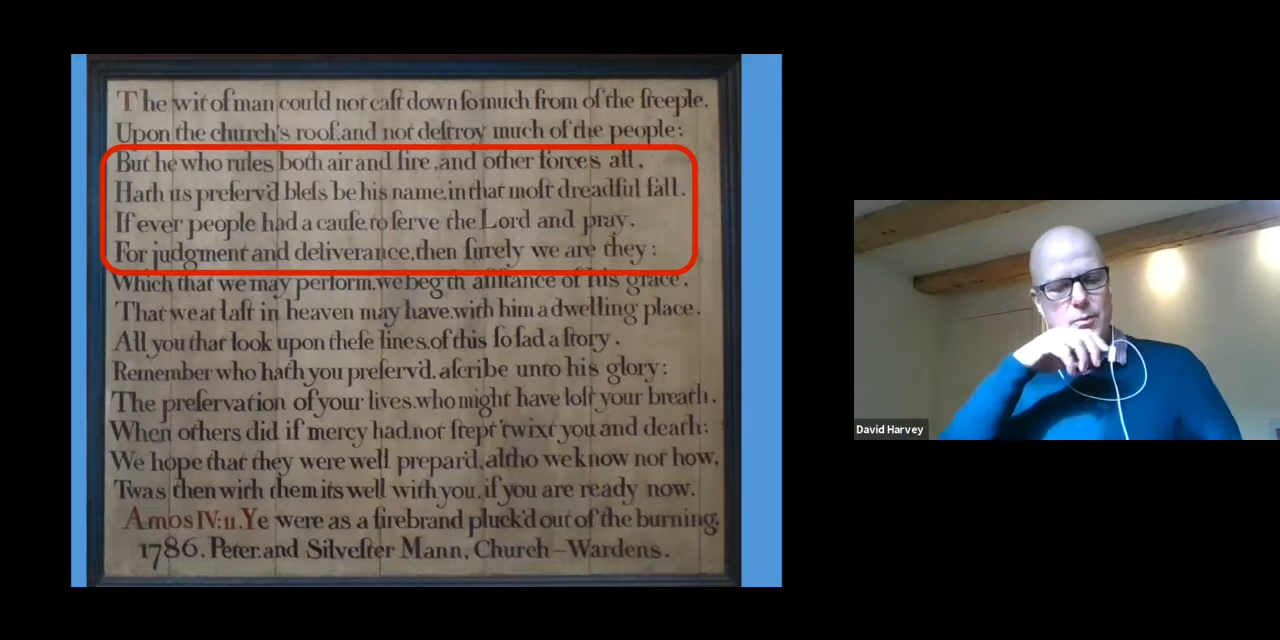 The wit of man could not caſt down ſo much from of the ſteeple.
Upon the church's roof.and not deſtroy much of the people:
But he who rules both air and fire.and other forces all.
Hath us preſerv'd bleſs be his name.in that moſt dreadful fall.
If ever people had a cauſe.to ſerve the Lord and pray.
For judgment and deliverance.then ſurely we are they:
Which that we may perform.we beg th aſſiſtance of his grace.
That we at laſt in heaven may have.with him a dwelling place.
All you that look upon theſe lines.of this ſo ſad a ſtory.
Remember who hath you preſerv'd. aſcribe unto his glory:
The preſervation of your lives.who might have loſt your breath.
When others did if mercy had.not ſtept 'twixt you and death:
We hope that they were well prepar'd.altho we know not how.
Twas then with them.its well with you.if you are ready now.
Amos IV:11.Ye were as a firebrand pluck'd out of the burning.
1786. Peter.and Silveſter Mann. Church-Wardens.
David Harvey